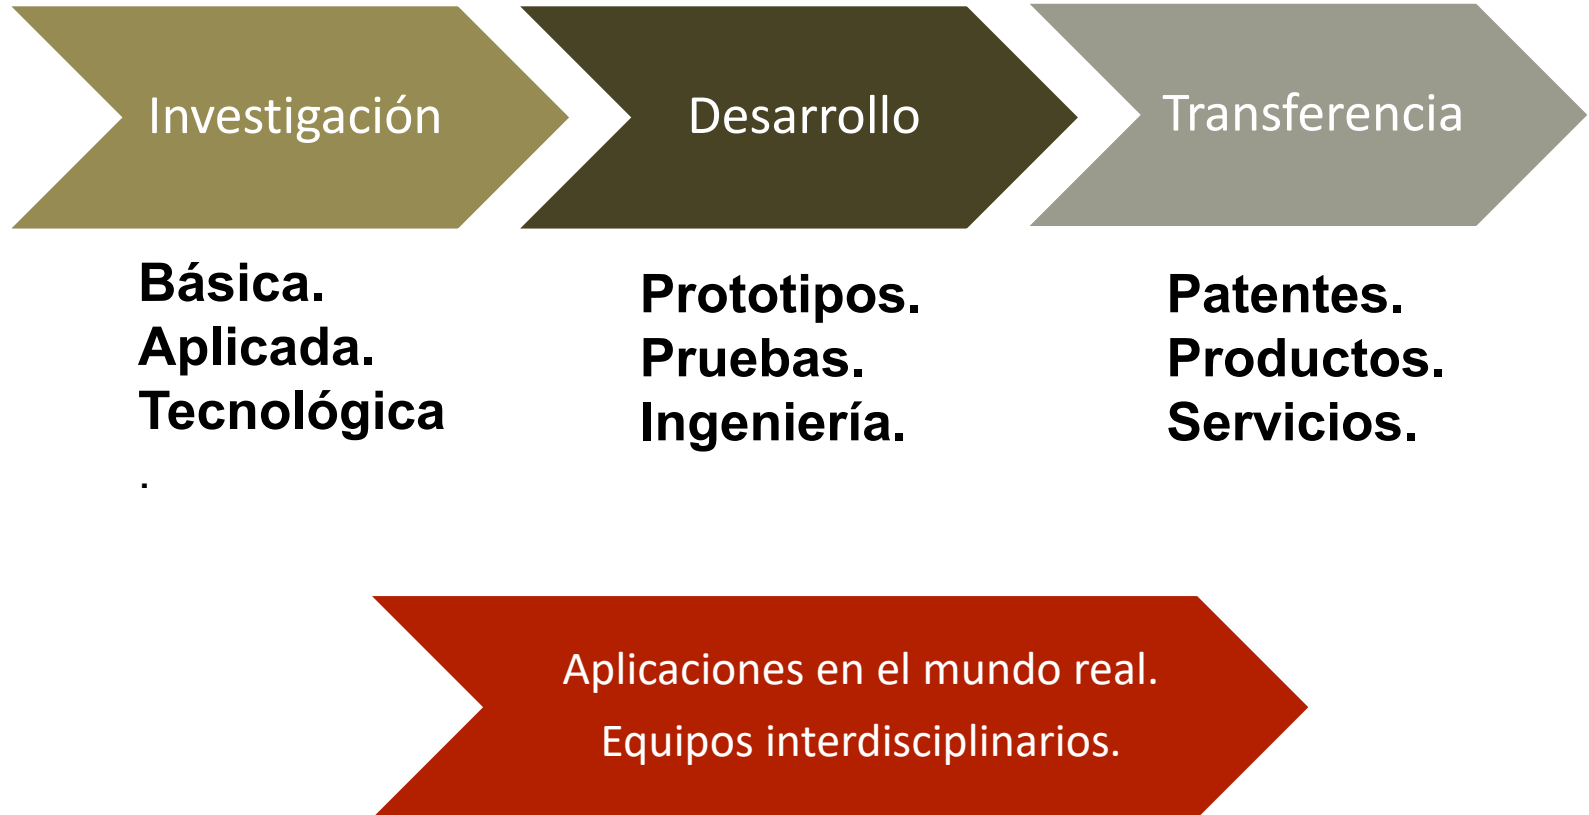 Investigación
Desarrollo
Transferencia
Básica.
Aplicada.
Tecnológica
.
Prototipos.
Pruebas.
Ingeniería.
Patentes.
Productos.
Servicios.
Aplicaciones en el mundo real.
Equipos interdisciplinarios.